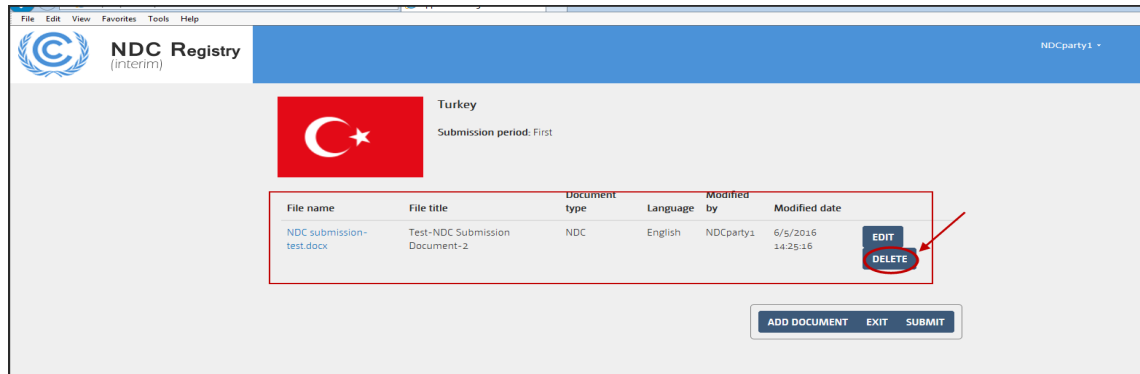 File Edit View Favorites Tools Help
NDC Registry
(interim)
NDCparty1
Turkey
Submission period: First
File name File title Document type Language Modified by Modified date
NDC submission-test.docx Test-NDC Submission Document-2 NDC English NDCparty1 6/5/2016 14:25:16 EDIT
DELETE
ADD DOCUMENT EXIT SUBMIT